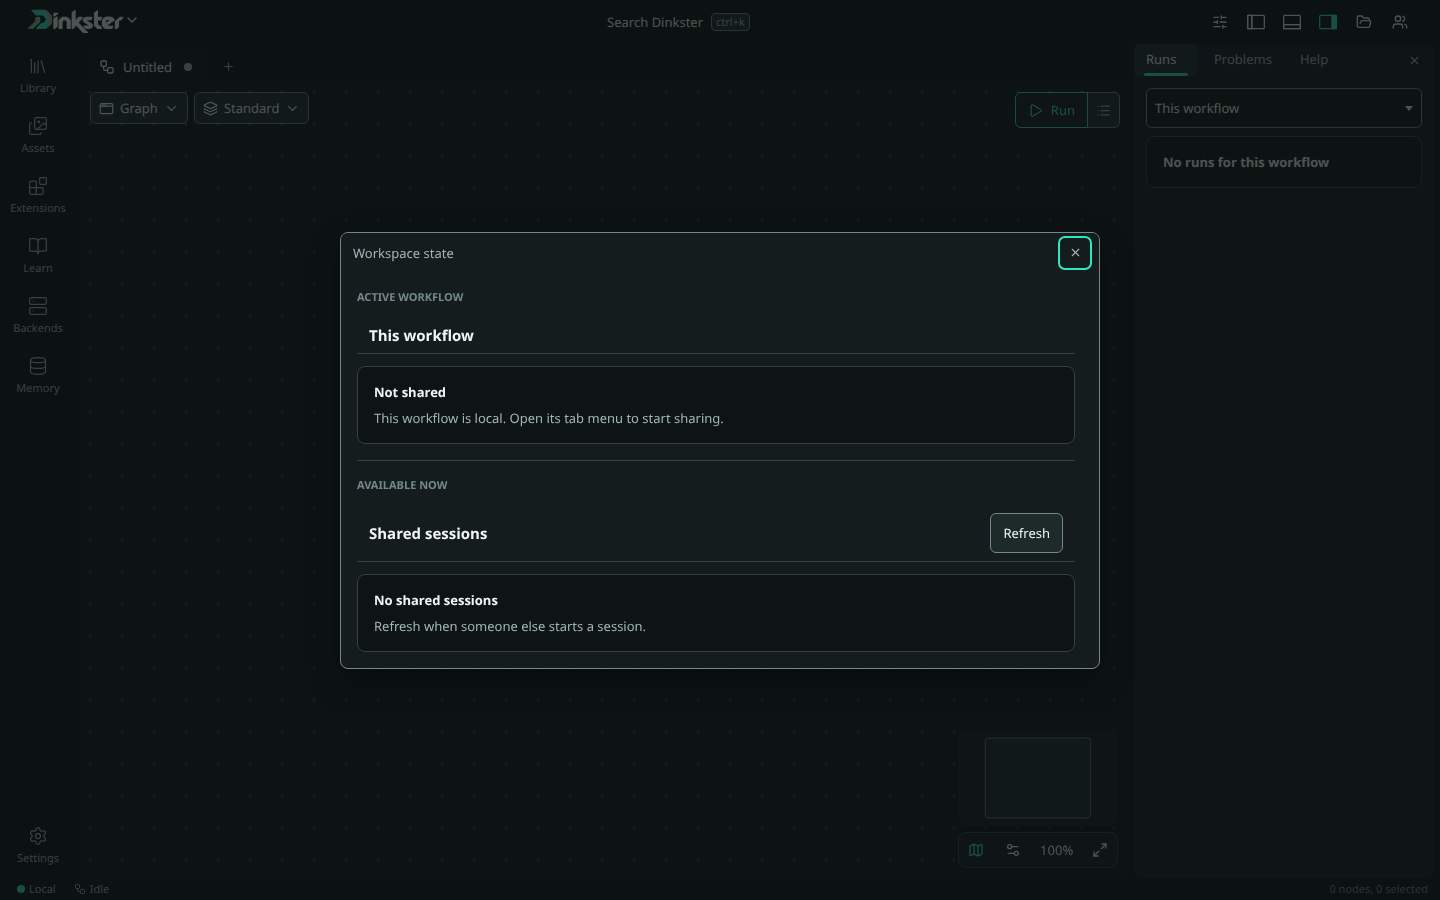 Dinkster
Search Dinkster ctrl+k
Library
Assets
Extensions
Learn
Backends
Memory
Settings
Untitled
Graph
Standard
Run
Runs
Problems
Help
This workflow
No runs for this workflow
Workspace state
ACTIVE WORKFLOW
This workflow
Not shared
This workflow is local. Open its tab menu to start sharing.
AVAILABLE NOW
Shared sessions
Refresh
No shared sessions
Refresh when someone else starts a session.
100%
Local
Idle
0 nodes, 0 selected